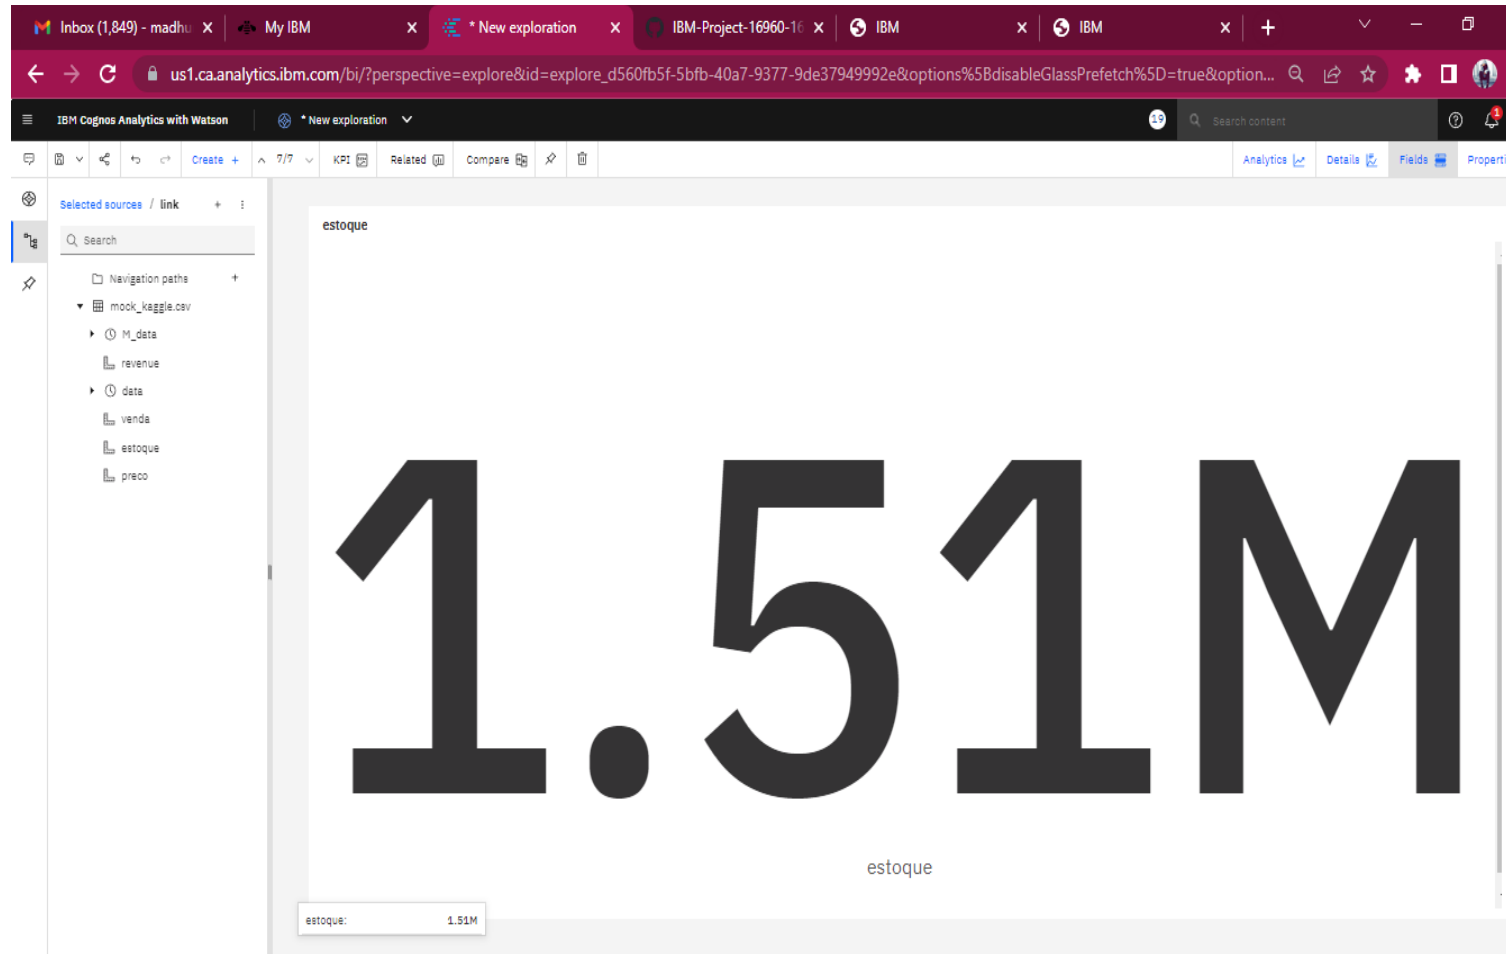 Inbox (1,849) - madhu My IBM * New exploration IBM-Project-16960-16 IBM IBM
us1.ca.analytics.ibm.com/bi/?perspective=explore&id=explore_d560fb5f-5bfb-40a7-9377-9de37949992e&options%5BdisableGlassPrefetch%5D=true&option...
IBM Cognos Analytics with Watson * New exploration 19 Search content 1
Create + 7/7 KPI Related Compare Analytics Details Fields Properti
Selected sources / link
estoque
Search
Navigation paths
mock_kaggle.csv
M_data
revenue
data
venda
estoque
preco
1.51M
estoque
estoque: 1.51M